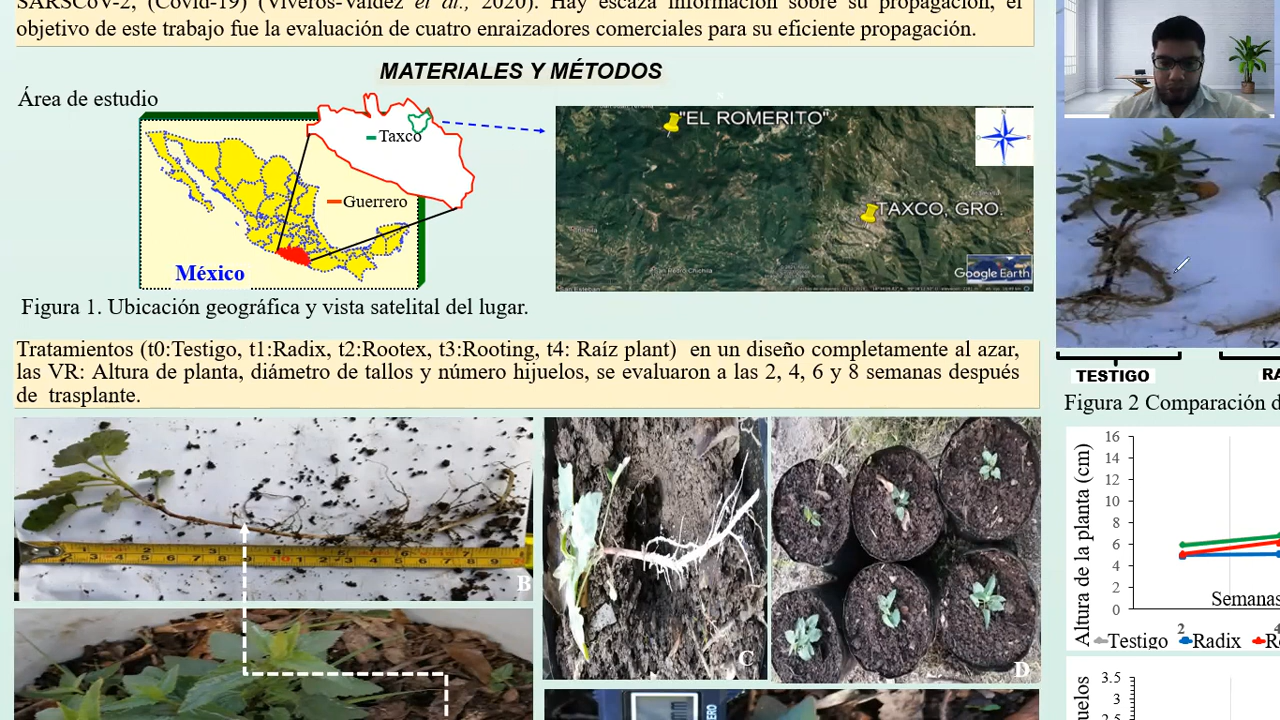 SARSCoV-2, (Covid-19) (Viveros-Valdez et al., 2020). Hay escaza información sobre su propagación, el
objetivo de este trabajo fue la evaluación de cuatro enraizadores comerciales para su eficiente propagación.
MATERIALES Y MÉTODOS
Área de estudio
Taxco
Guerrero
México
"EL ROMERITO"
TAXCO, GRO.
Google Earth
Figura 1. Ubicación geográfica y vista satelital del lugar.
Tratamientos (t0:Testigo, t1:Radix, t2:Rootex, t3:Rooting, t4: Raíz plant) en un diseño completamente al azar,
las VR: Altura de planta, diámetro de tallos y número hijuelos, se evaluaron a las 2, 4, 6 y 8 semanas después
de trasplante.
B
C
D
TESTIGO
RA
Figura 2 Comparación d
Altura de la planta (cm)
16
14
12
10
8
6
4
2
0
Semanas
2
4
Testigo
Radix
Ro
3.5
3
2.5
uelos